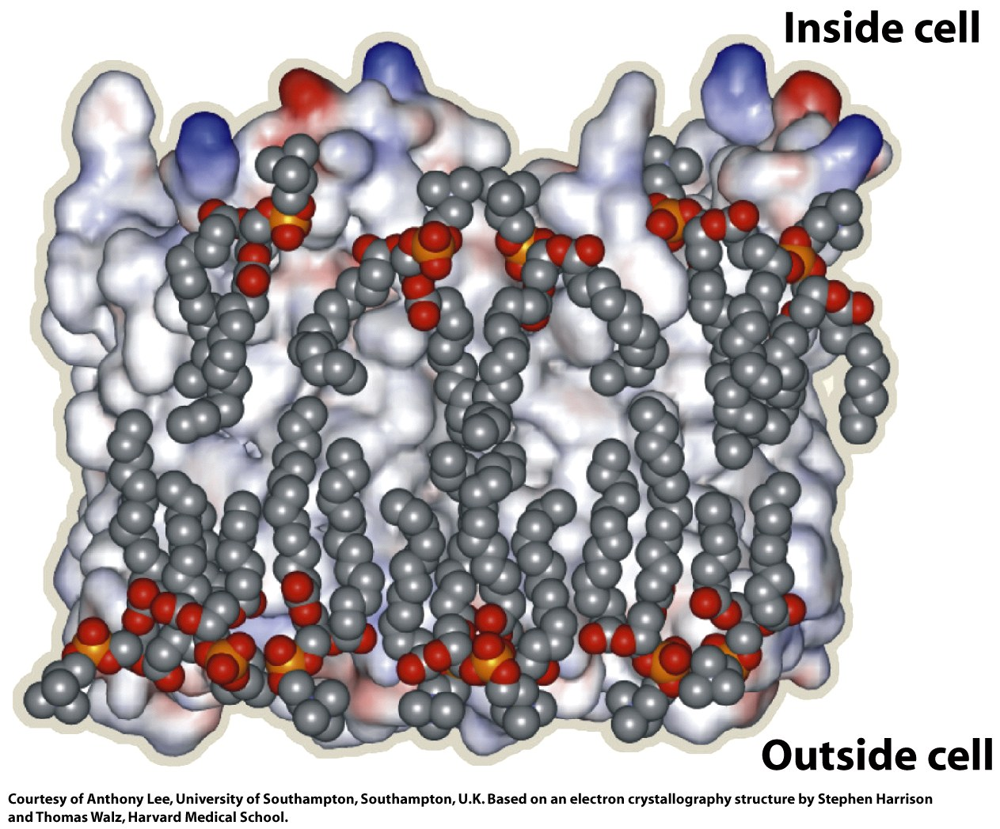 Inside cell
Outside cell
Courtesy of Anthony Lee, University of Southampton, Southampton, U.K. Based on an electron crystallography structure by Stephen Harrison
and Thomas Walz, Harvard Medical School.